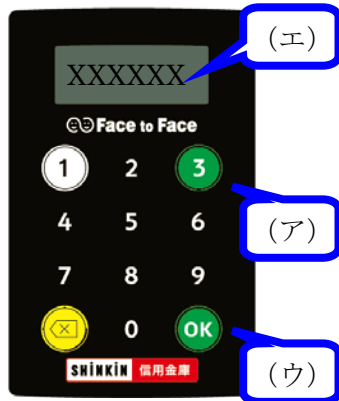 (エ)
XXXXXX
Face to Face
1 2 3
(ア)
4 5 6
7 8 9
0 OK
(ウ)
SHiNKiN 信用金庫